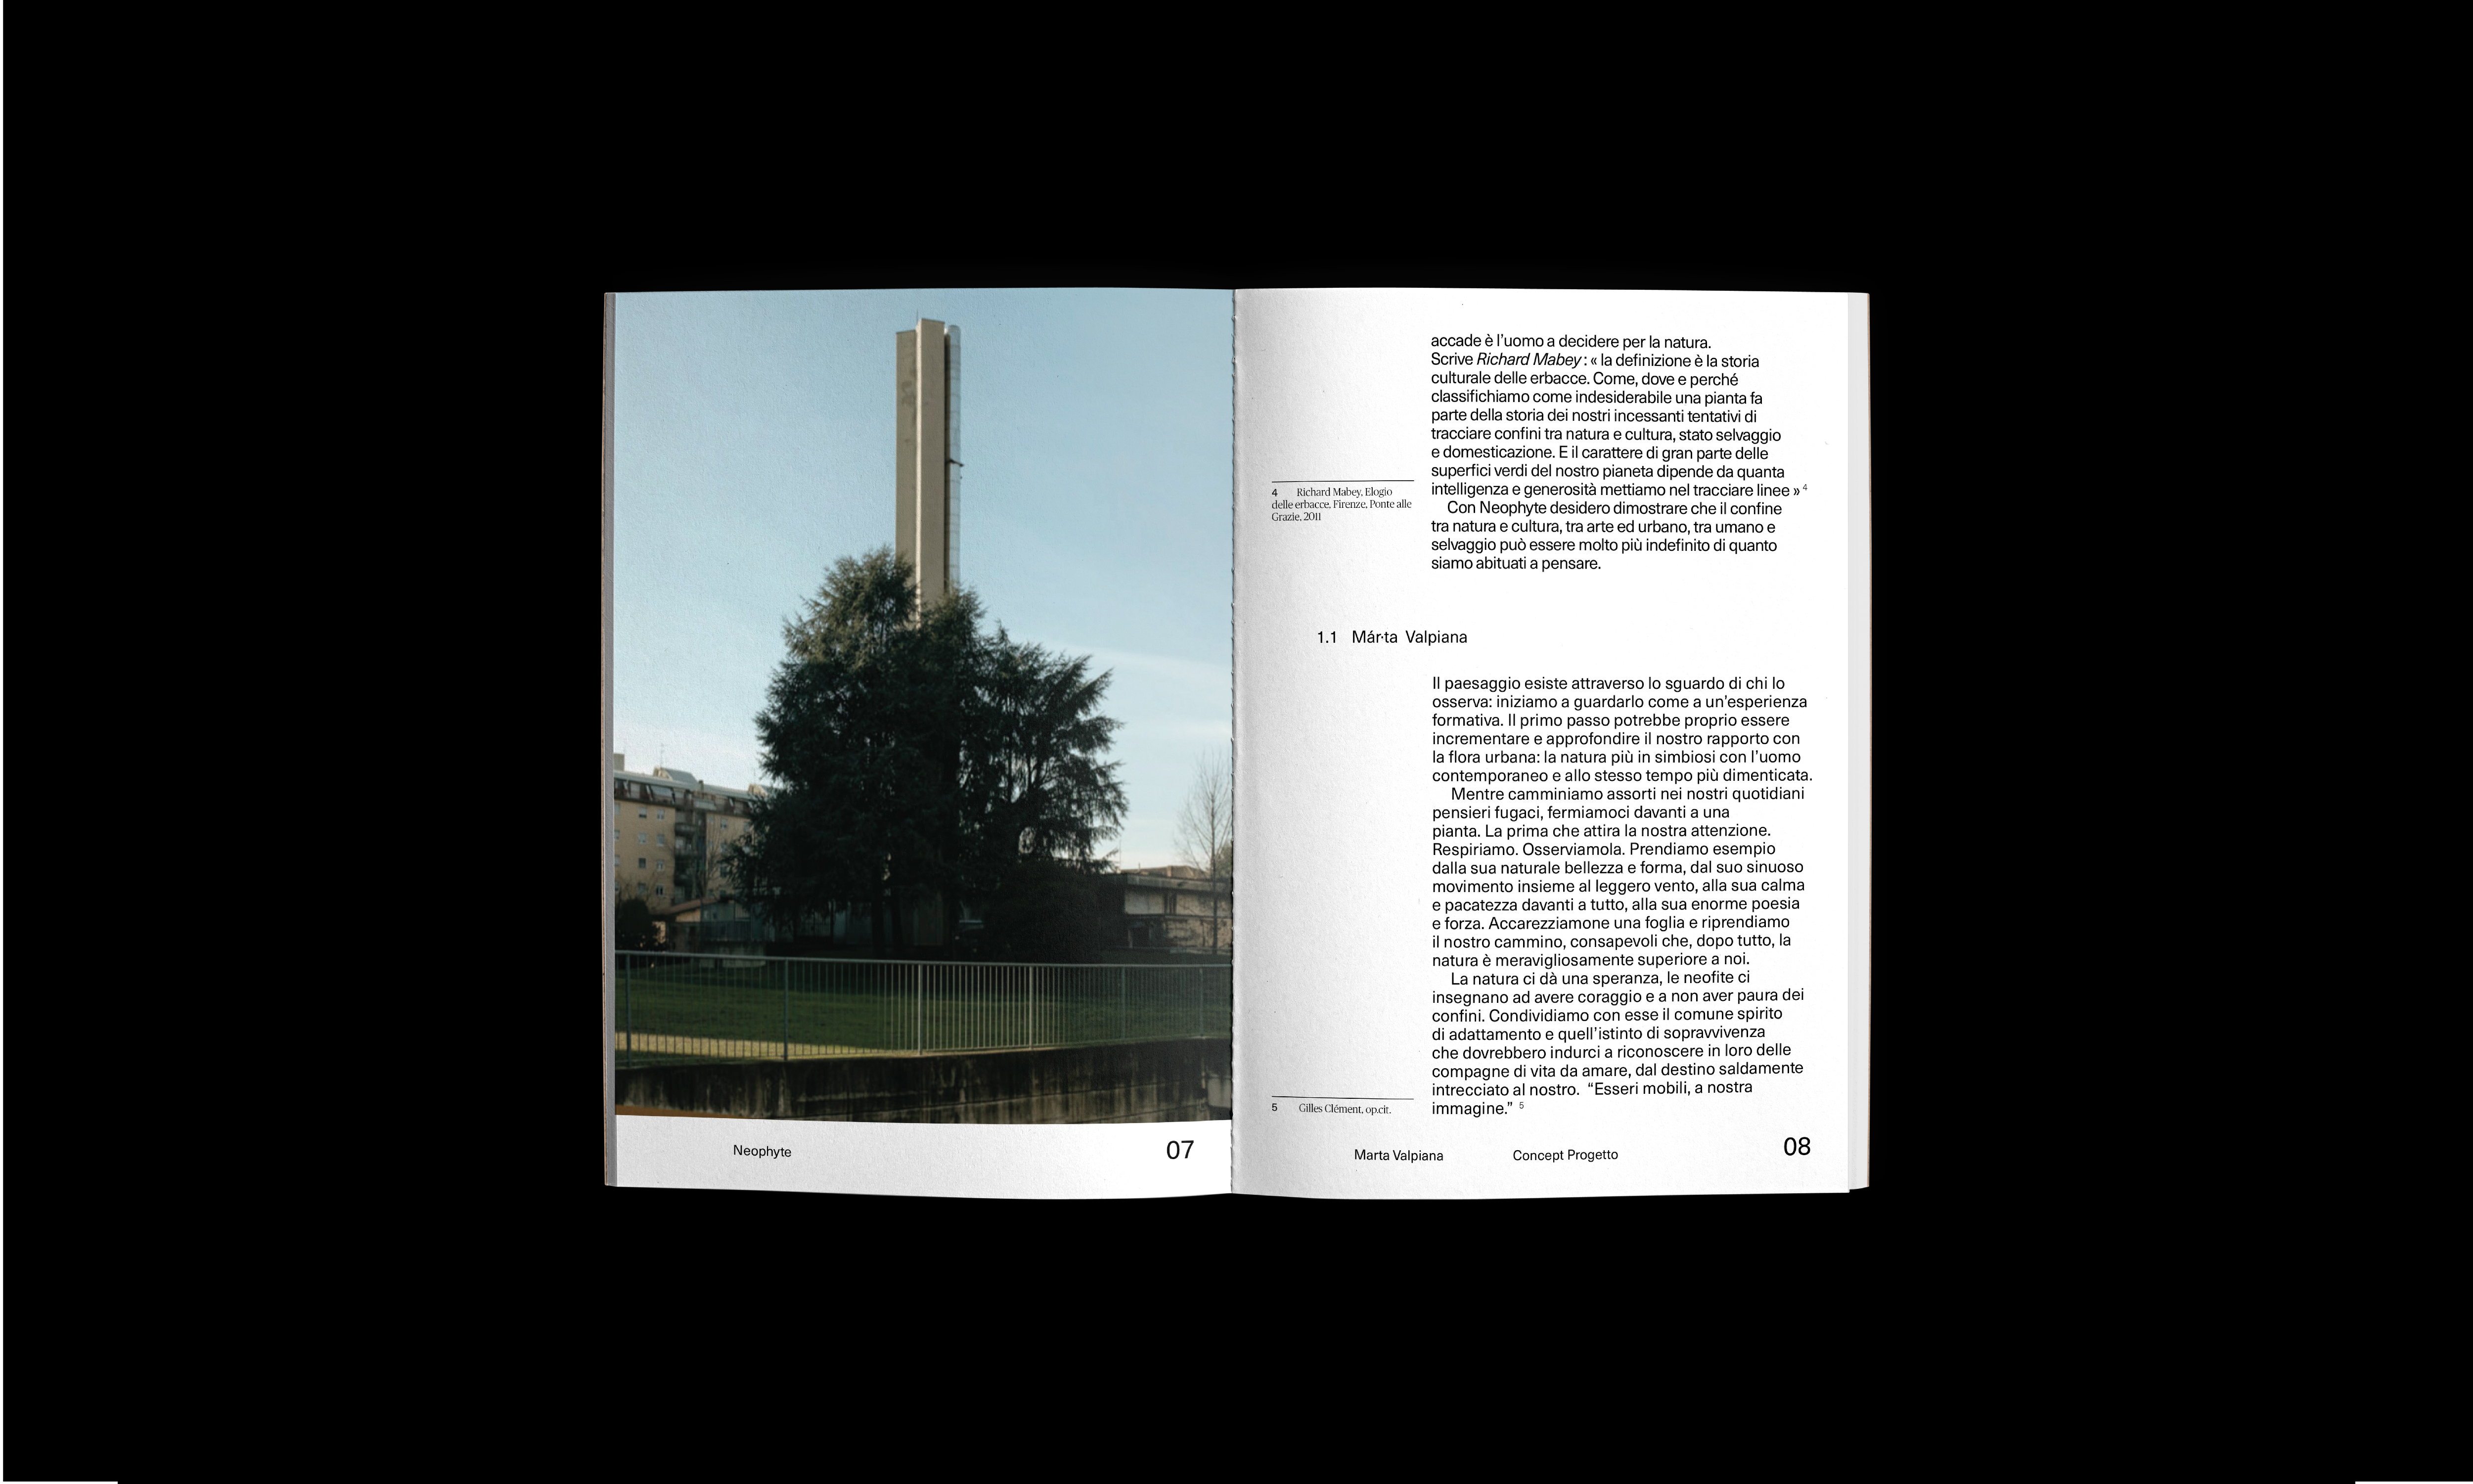 Neophyte
07
accade è l'uomo a decidere per la natura.
Scrive Richard Mabey : « la definizione è la storia
culturale delle erbacce. Come, dove e perché
classifichiamo come indesiderabile una pianta fa
parte della storia dei nostri incessanti tentativi di
tracciare confini tra natura e cultura, stato selvaggio
e domesticazione. E il carattere di gran parte delle
superfici verdi del nostro pianeta dipende da quanta
intelligenza e generosità mettiamo nel tracciare linee » 4
Con Neophyte desidero dimostrare che il confine
tra natura e cultura, tra arte ed urbano, tra umano e
selvaggio può essere molto più indefinito di quanto
siamo abituati a pensare.
4 Richard Mabey, Elogio
delle erbacce, Firenze, Ponte alle
Grazie, 2011
1.1 Már·ta Valpiana
Il paesaggio esiste attraverso lo sguardo di chi lo
osserva: iniziamo a guardarlo come a un'esperienza
formativa. Il primo passo potrebbe proprio essere
incrementare e approfondire il nostro rapporto con
la flora urbana: la natura più in simbiosi con l'uomo
contemporaneo e allo stesso tempo più dimenticata.
Mentre camminiamo assorti nei nostri quotidiani
pensieri fugaci, fermiamoci davanti a una
pianta. La prima che attira la nostra attenzione.
Respiriamo. Osserviamola. Prendiamo esempio
dalla sua naturale bellezza e forma, dal suo sinuoso
movimento insieme al leggero vento, alla sua calma
e pacatezza davanti a tutto, alla sua enorme poesia
e forza. Accarezziamone una foglia e riprendiamo
il nostro cammino, consapevoli che, dopo tutto, la
natura è meravigliosamente superiore a noi.
La natura ci dà una speranza, le neofite ci
insegnano ad avere coraggio e a non aver paura dei
confini. Condividiamo con esse il comune spirito
di adattamento e quell'istinto di sopravvivenza
che dovrebbero indurci a riconoscere in loro delle
compagne di vita da amare, dal destino saldamente
intrecciato al nostro. “Esseri mobili, a nostra
immagine.” 5
5 Gilles Clément, op.cit.
Marta Valpiana
Concept Progetto
08